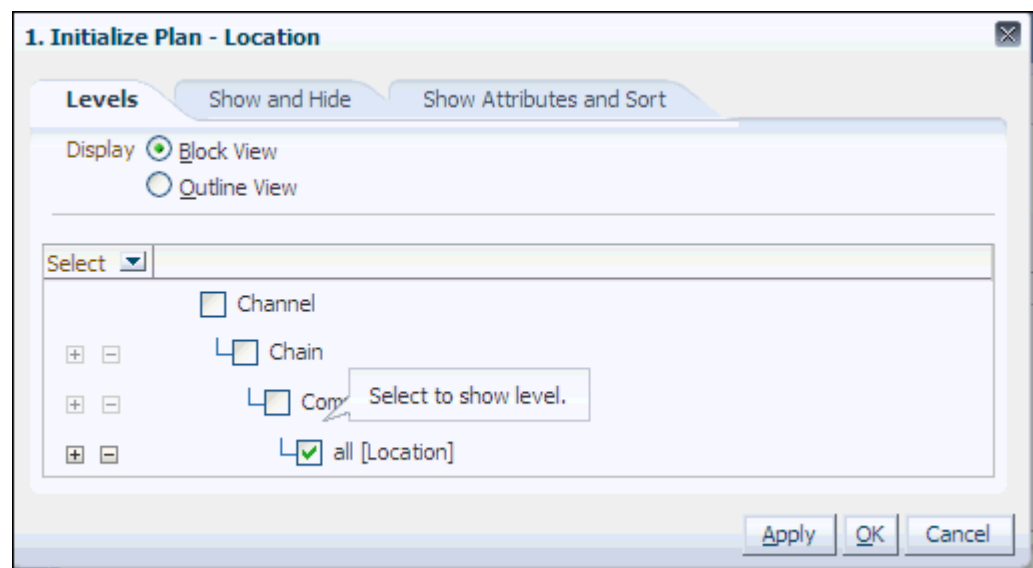 1. Initialize Plan - Location
Levels Show and Hide Show Attributes and Sort
Display Block View
Outline View
Select
Channel
Chain
Select to show level.
all [Location]
Apply OK Cancel